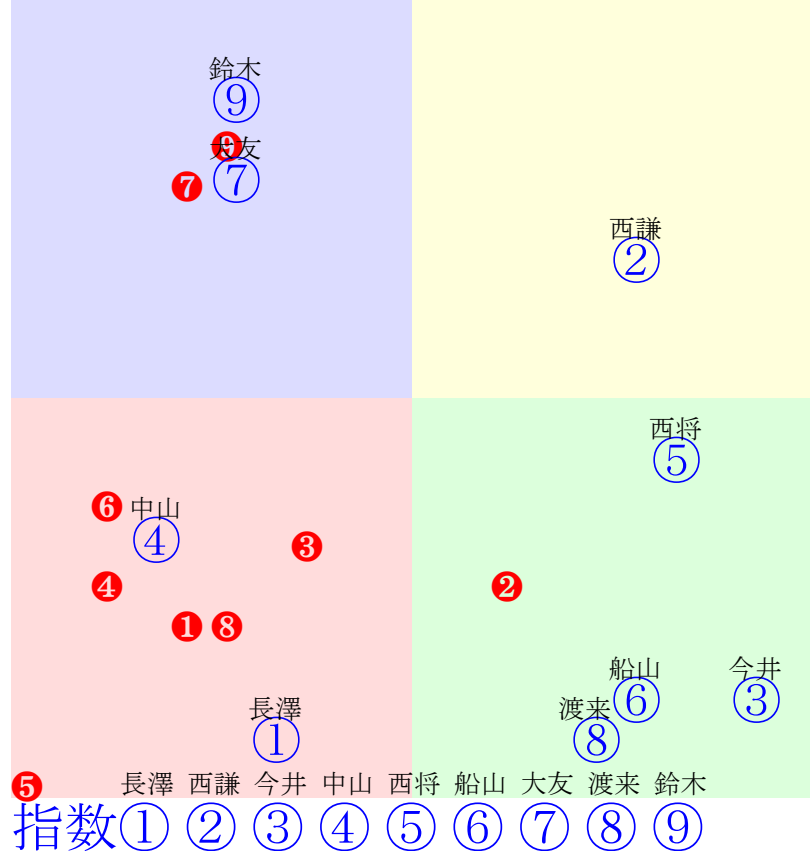 鈴木
⑨
❾
大友
❼
⑦
西謙
②
西将
⑤
❻
中山
④
❸
❹
❷
❶
❽
船山
⑥
今井
③
長澤
①
渡来
⑧
❺
長澤 西謙 今井 中山 西将 船山 大友 渡来 鈴木
指数①②③④⑤⑥⑦⑧⑨